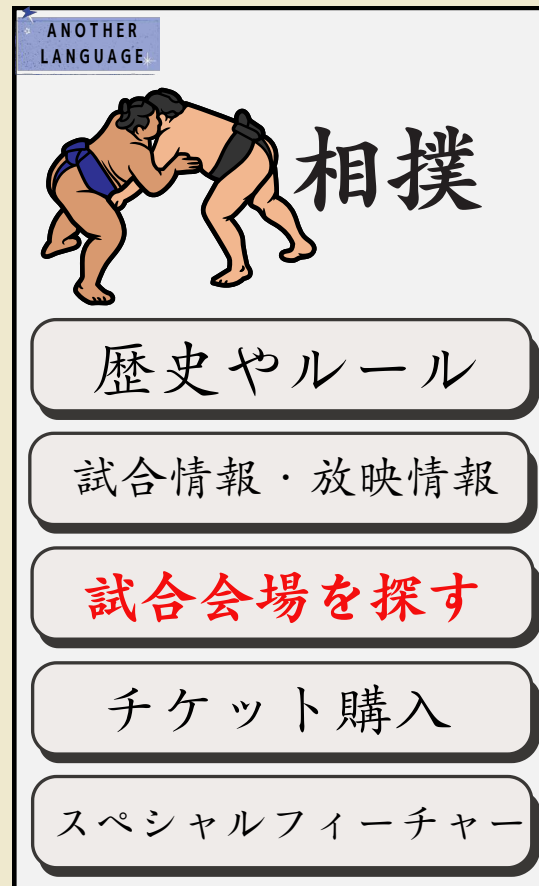 ANOTHER
LANGUAGE
相撲
歴史やルール
試合情報・放映情報
試合会場を探す
チケット購入
スペシャルフィーチャー